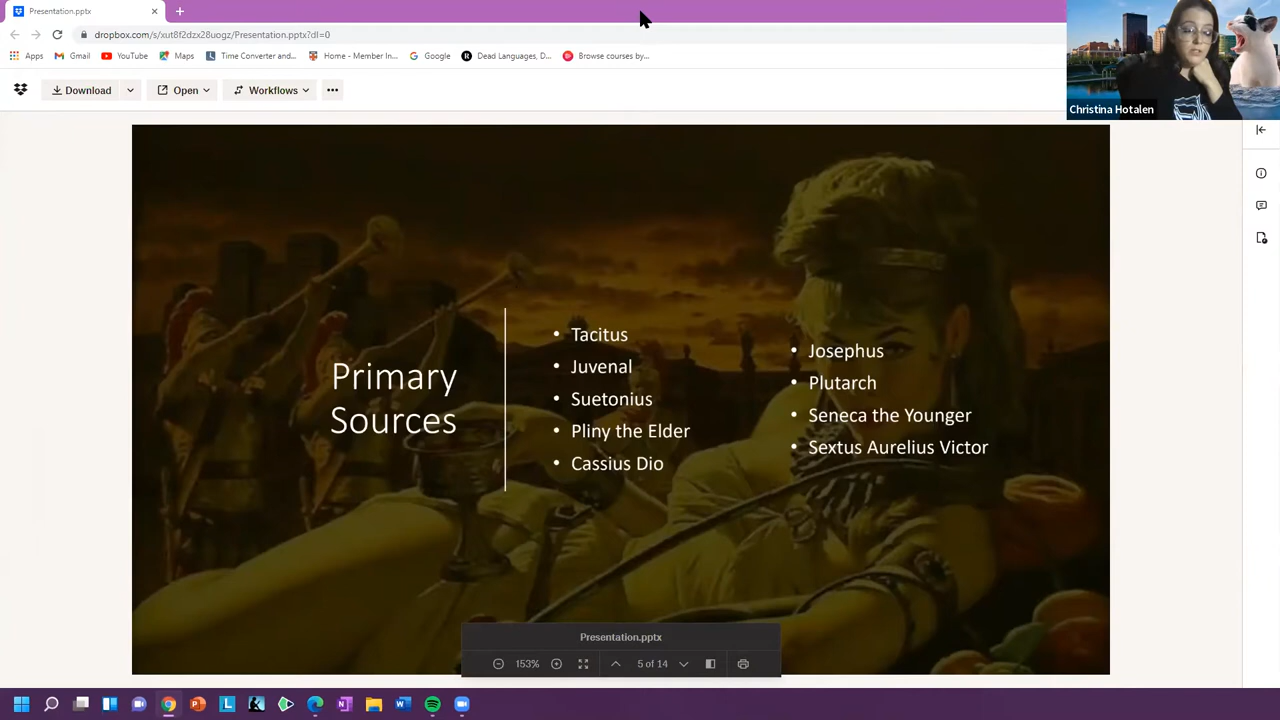 Presentation.pptx
dropbox.com/s/xut8f2dzx28uogz/Presentation.pptx?dl=0
Apps
Gmail
YouTube
Maps
Time Converter and...
Home – Member In...
Google
Dead Languages, D...
Browse courses by...
Download
Open
Workflows
Christina Hotalen
Primary
Sources
• Tacitus
• Juvenal
• Suetonius
• Pliny the Elder
• Cassius Dio
• Josephus
• Plutarch
• Seneca the Younger
• Sextus Aurelius Victor
Presentation.pptx
153%
5 of 14